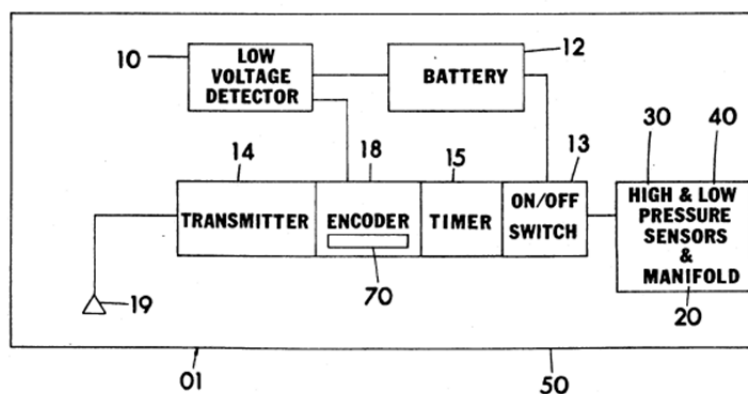 10
LOW
VOLTAGE
DETECTOR
BATTERY
12
30
40
14
18
15
13
TRANSMITTER
ENCODER
TIMER
ON/OFF
SWITCH
HIGH & LOW
PRESSURE
SENSORS
&
MANIFOLD
19
70
20
01
50